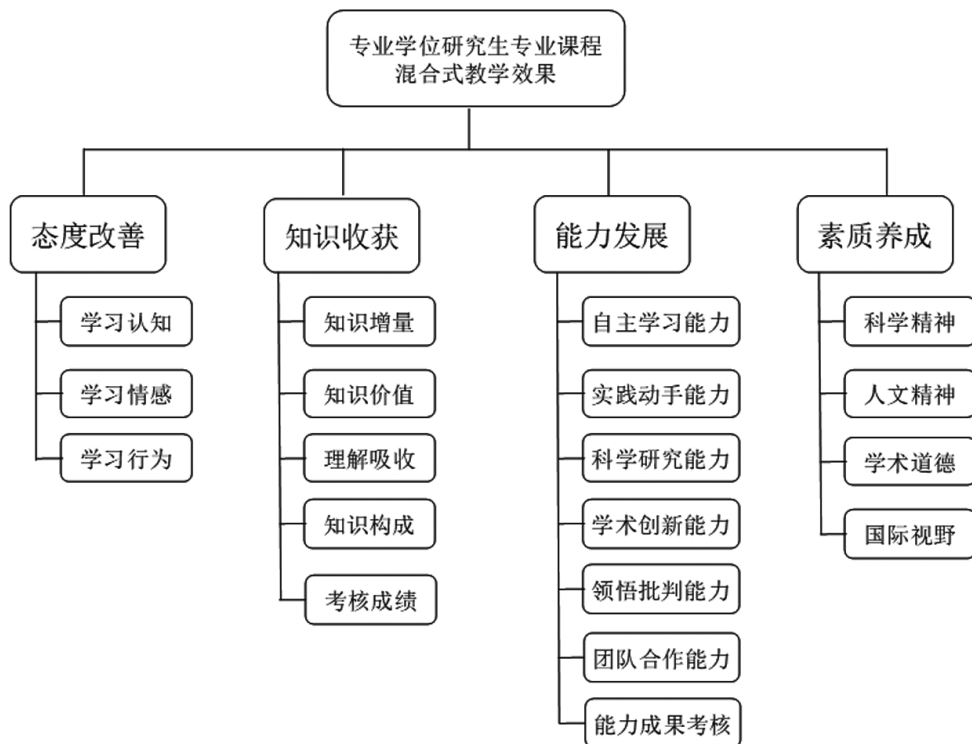 专业学位研究生专业课程
混合式教学效果
态度改善
学习认知
学习情感
学习行为
知识收获
知识增量
知识价值
理解吸收
知识构成
考核成绩
能力发展
自主学习能力
实践动手能力
科学研究能力
学术创新能力
领悟批判能力
团队合作能力
能力成果考核
素质养成
科学精神
人文精神
学术道德
国际视野